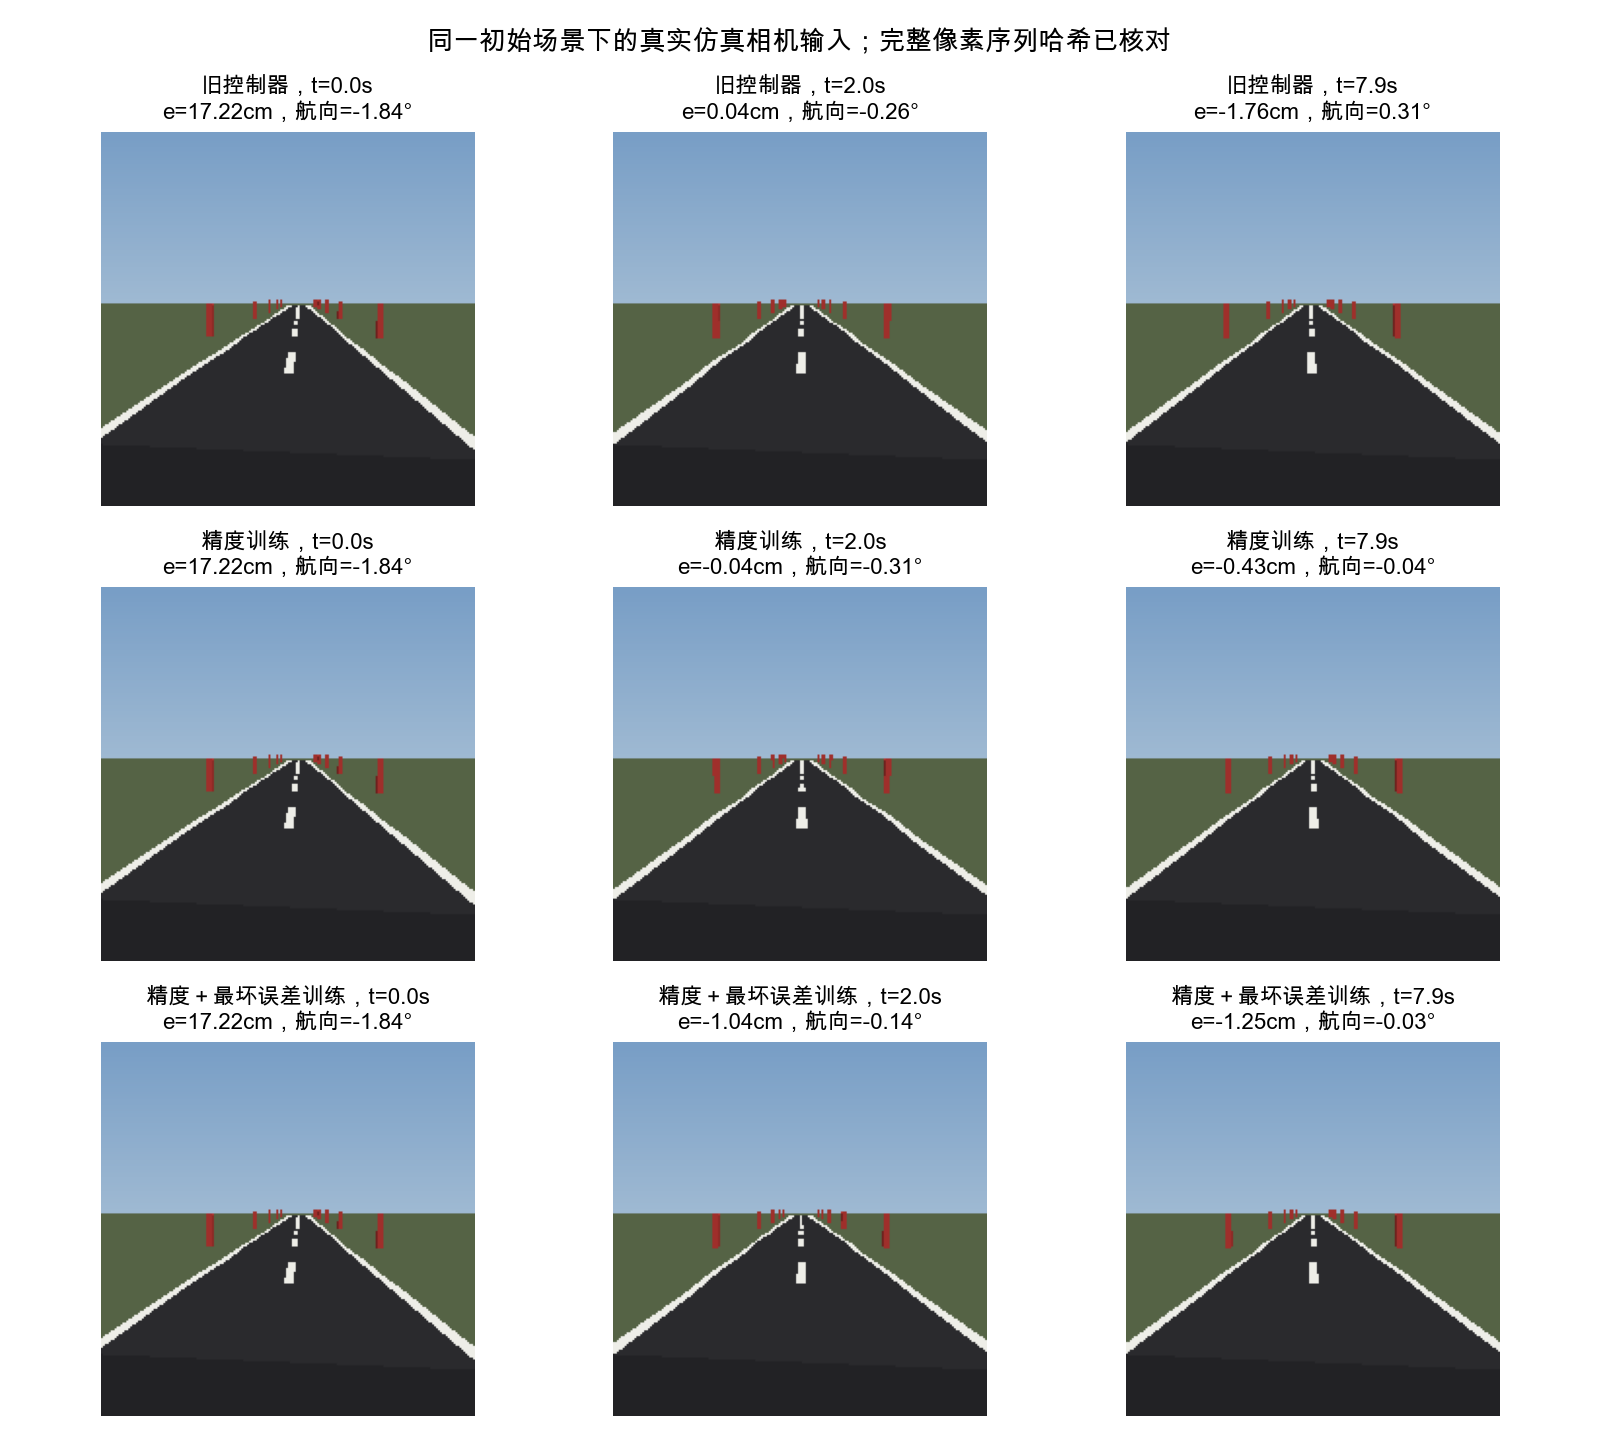 同一初始场景下的真实仿真相机输入；完整像素序列哈希已核对
旧控制器，t=0.0s
e=17.22cm，航向=-1.84°
旧控制器，t=2.0s
e=0.04cm，航向=-0.26°
旧控制器，t=7.9s
e=-1.76cm，航向=0.31°
精度训练，t=0.0s
e=17.22cm，航向=-1.84°
精度训练，t=2.0s
e=-0.04cm，航向=-0.31°
精度训练，t=7.9s
e=-0.43cm，航向=-0.04°
精度＋最坏误差训练，t=0.0s
e=17.22cm，航向=-1.84°
精度＋最坏误差训练，t=2.0s
e=-1.04cm，航向=-0.14°
精度＋最坏误差训练，t=7.9s
e=-1.25cm，航向=-0.03°